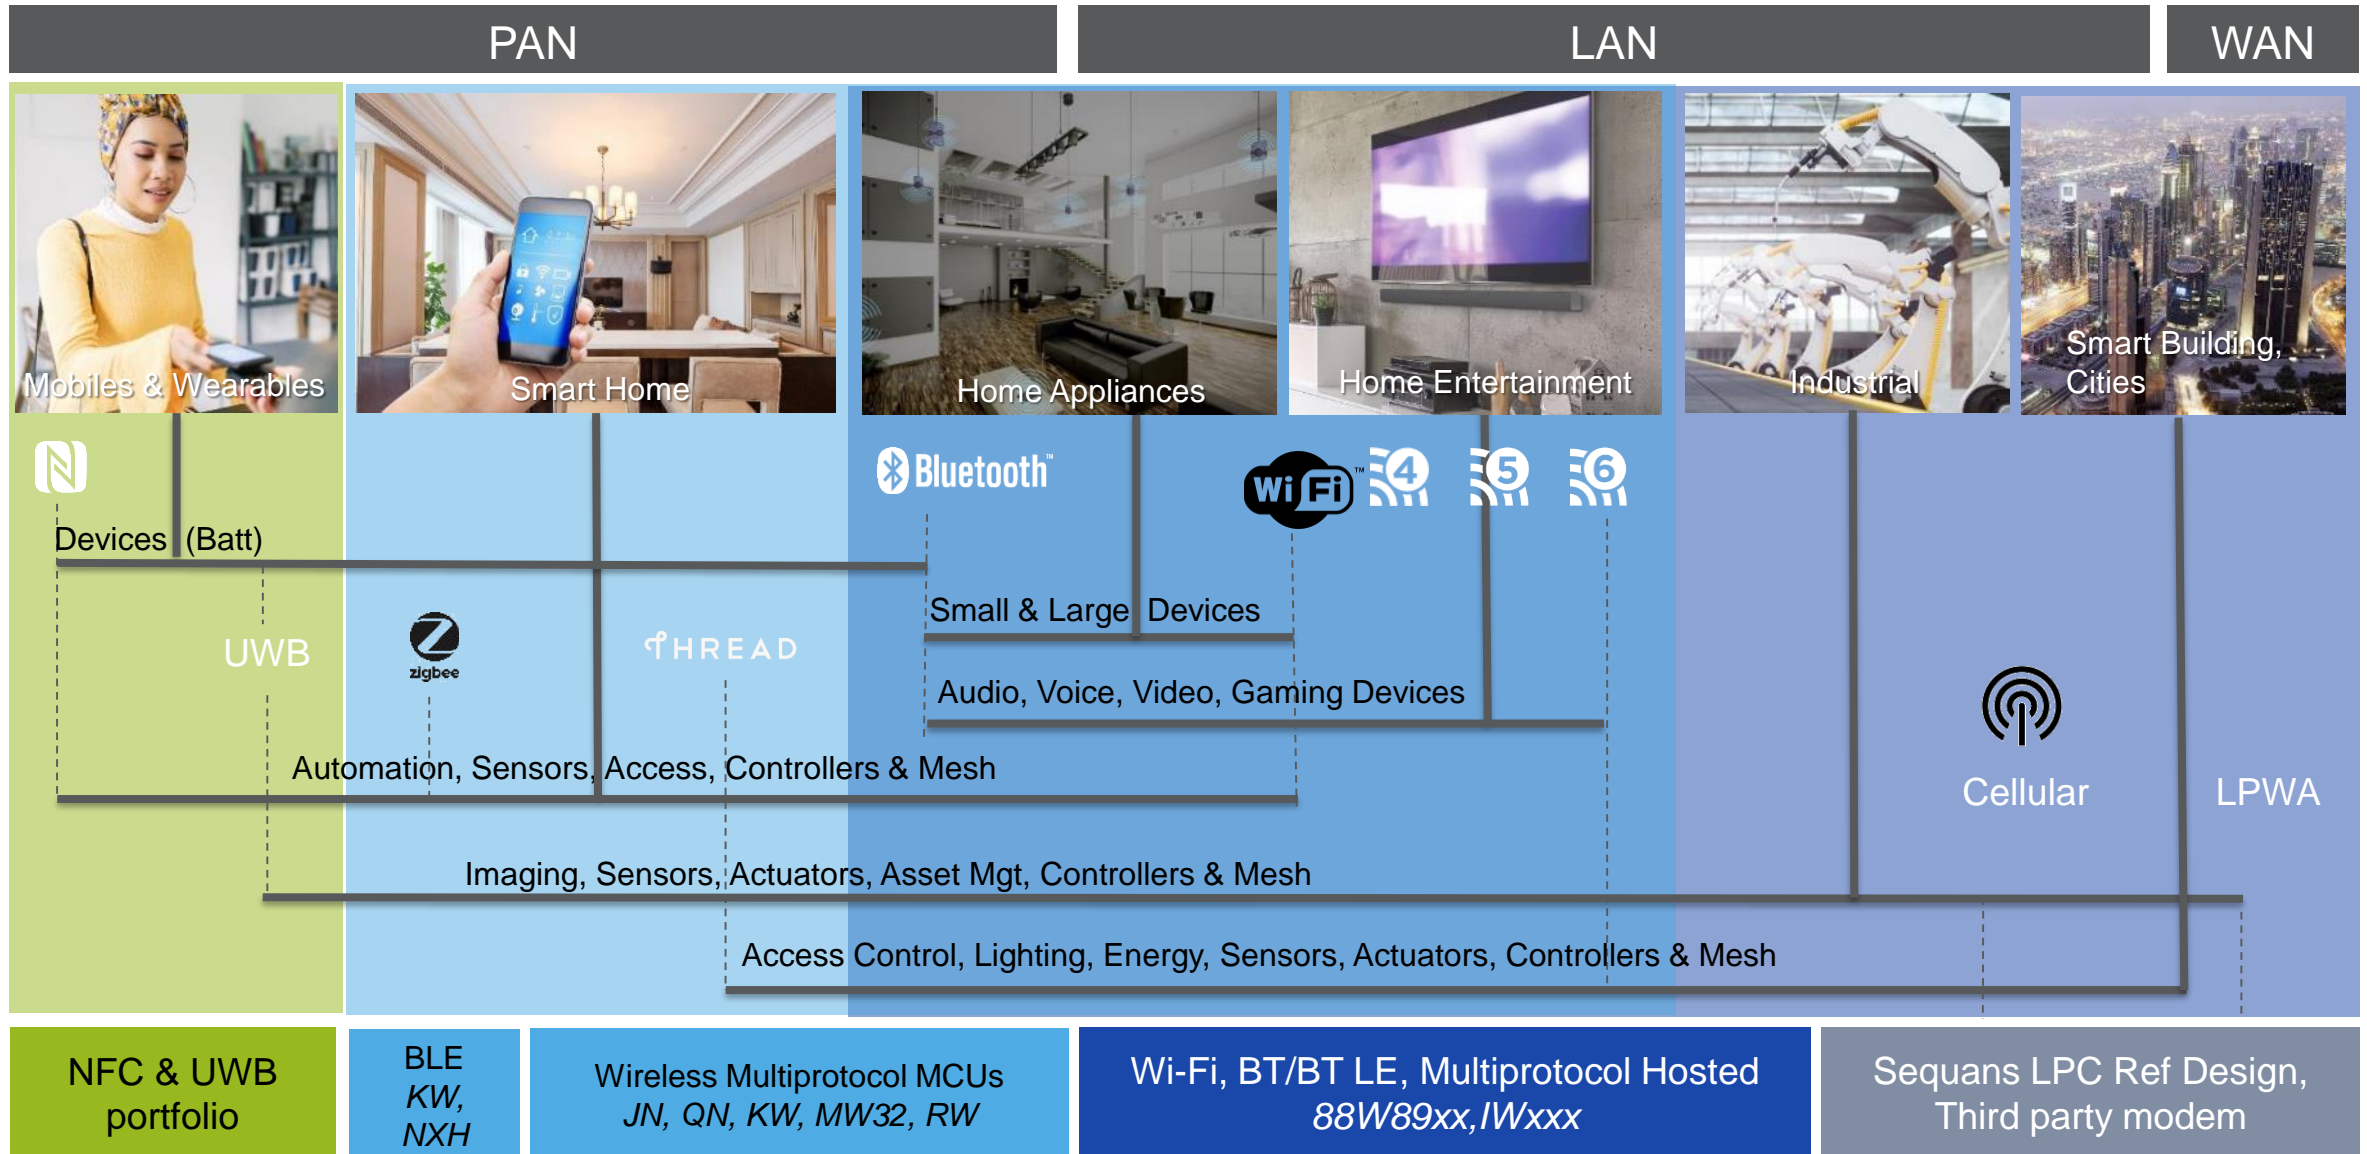 PAN
LAN
WAN
Mobiles & Wearables
Smart Home
Home Appliances
Home Entertainment
Industrial
Smart Building,
Cities
Bluetooth™
Wi Fi™
4
5
6
Devices (Batt)
Small & Large Devices
UWB
zigbee
THREAD
Audio, Voice, Video, Gaming Devices
Automation, Sensors, Access, Controllers & Mesh
Cellular
LPWA
Imaging, Sensors, Actuators, Asset Mgt, Controllers & Mesh
Access Control, Lighting, Energy, Sensors, Actuators, Controllers & Mesh
NFC & UWB
portfolio
BLE
KW,
NXH
Wireless Multiprotocol MCUs
JN, QN, KW, MW32, RW
Wi-Fi, BT/BT LE, Multiprotocol Hosted
88W89xx,IWxxx
Sequans LPC Ref Design,
Third party modem